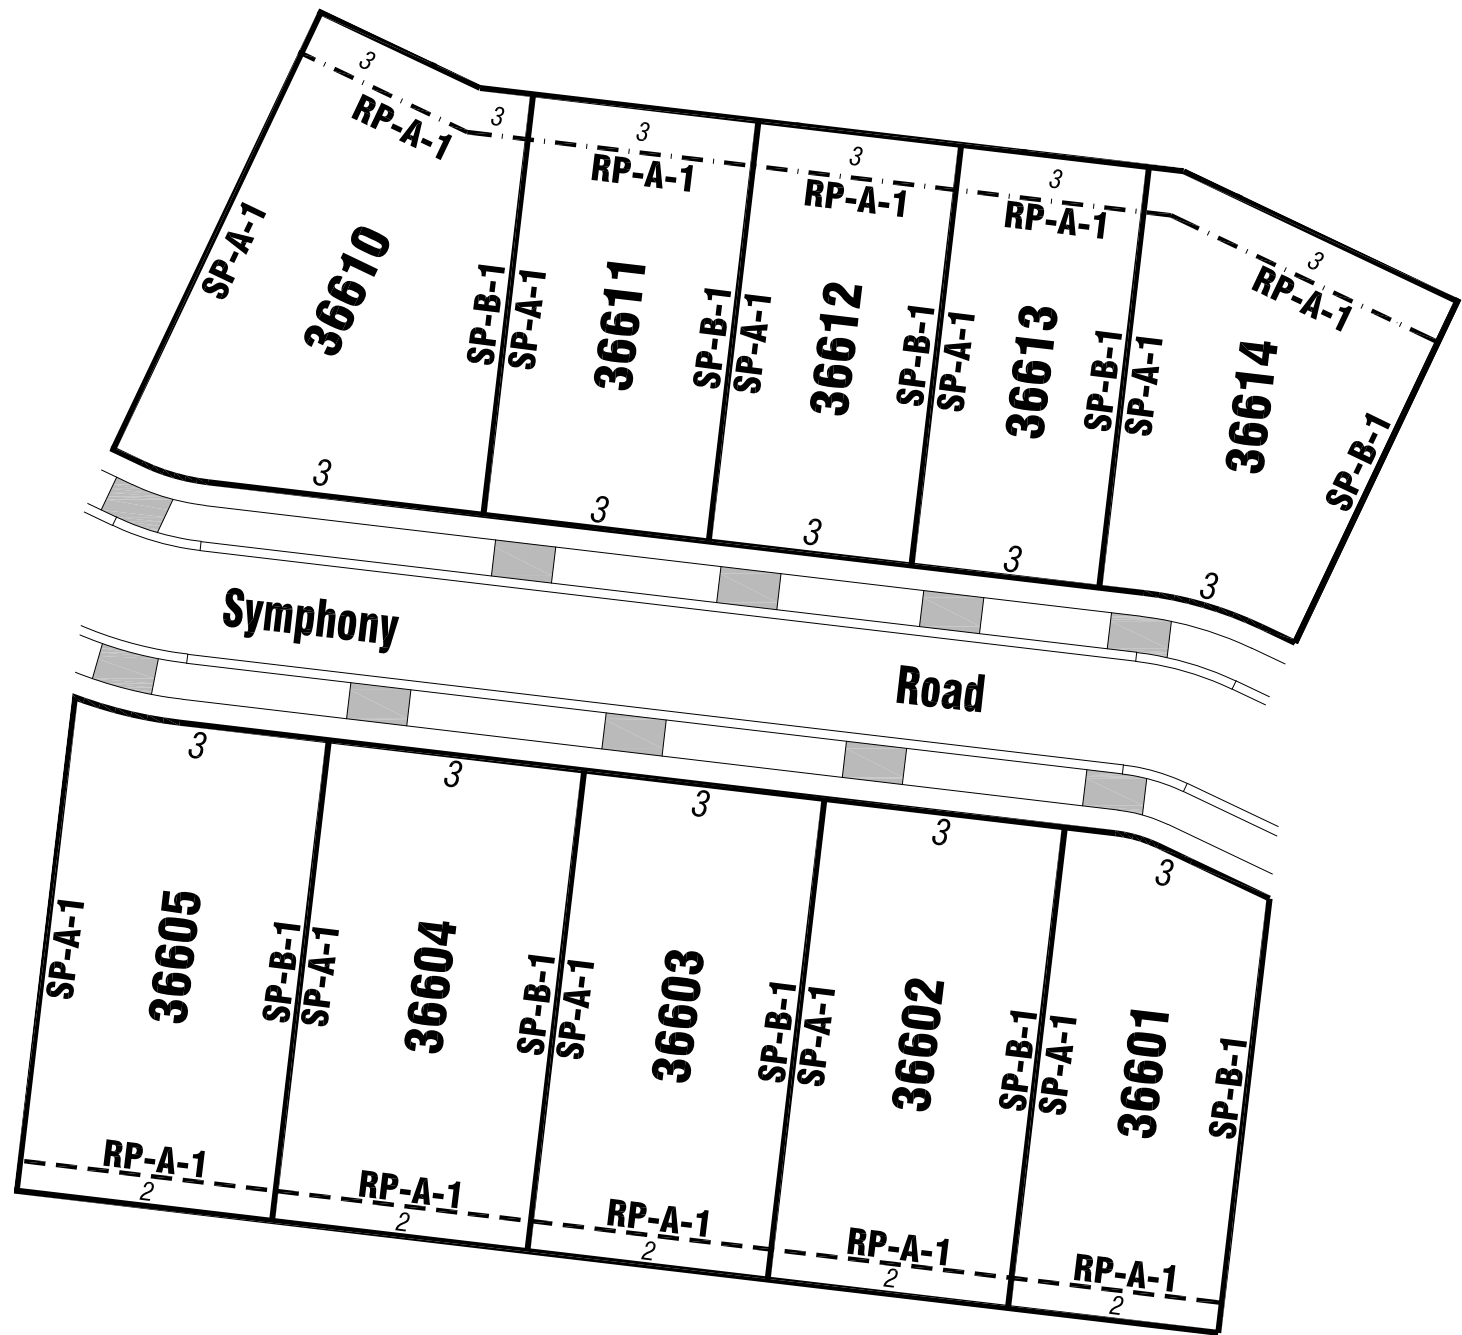 3
RP-A-1
3
3
RP-A-1
3
RP-A-1
3
RP-A-1
3
RP-A-1
SP-A-1
36610
SP-B-1
SP-A-1
36611
SP-B-1
SP-A-1
36612
SP-B-1
SP-A-1
36613
SP-B-1
SP-A-1
36614
SP-B-1
3
3
3
3
3
Symphony Road
3
3
3
3
3
SP-A-1
36605
SP-B-1
SP-A-1
36604
SP-B-1
SP-A-1
36603
SP-B-1
SP-A-1
36602
SP-B-1
SP-A-1
36601
SP-B-1
RP-A-1
2
RP-A-1
2
RP-A-1
2
RP-A-1
2
RP-A-1
2